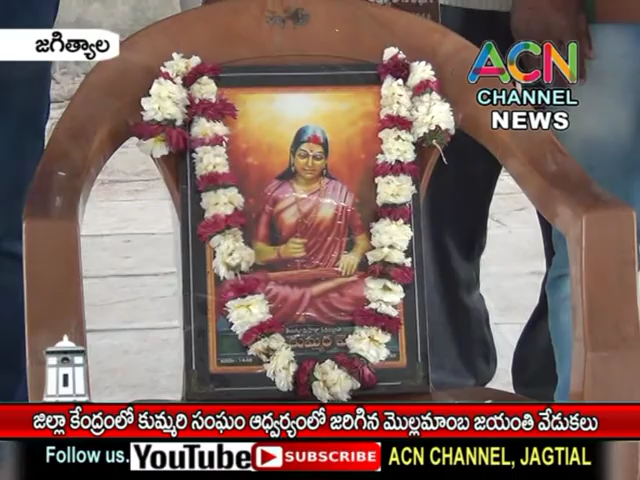 జగిత్యాల
ACN
CHANNEL
NEWS
జిల్లా కేంద్రంలో కుమ్మరి సంఘం ఆధ్వర్యంలో జరిగిన మొల్లమాంబ జయంతి వేడుకలు
Follow us. YouTube SUBSCRIBE ACN CHANNEL, JAGTIAL